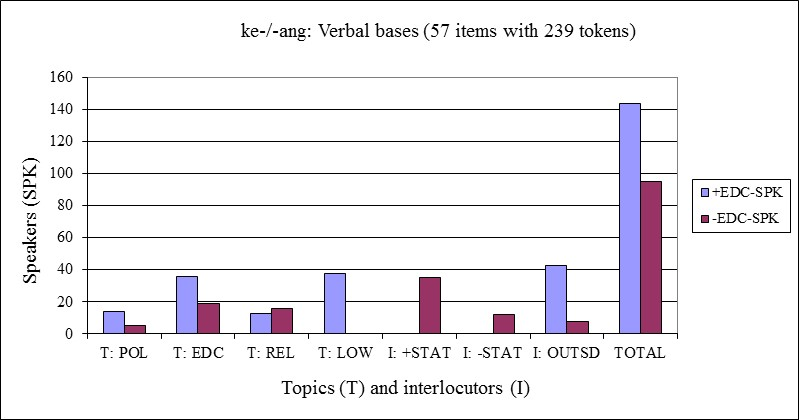 ke-/-ang: Verbal bases (57 items with 239 tokens)
160
140
120
100
80
60
40
20
0
Speakers (SPK)
T: POL T: EDC T: REL T: LOW I: +STAT I: -STAT I: OUTSD TOTAL
Topics (T) and interlocutors (I)
+EDC-SPK
-EDC-SPK